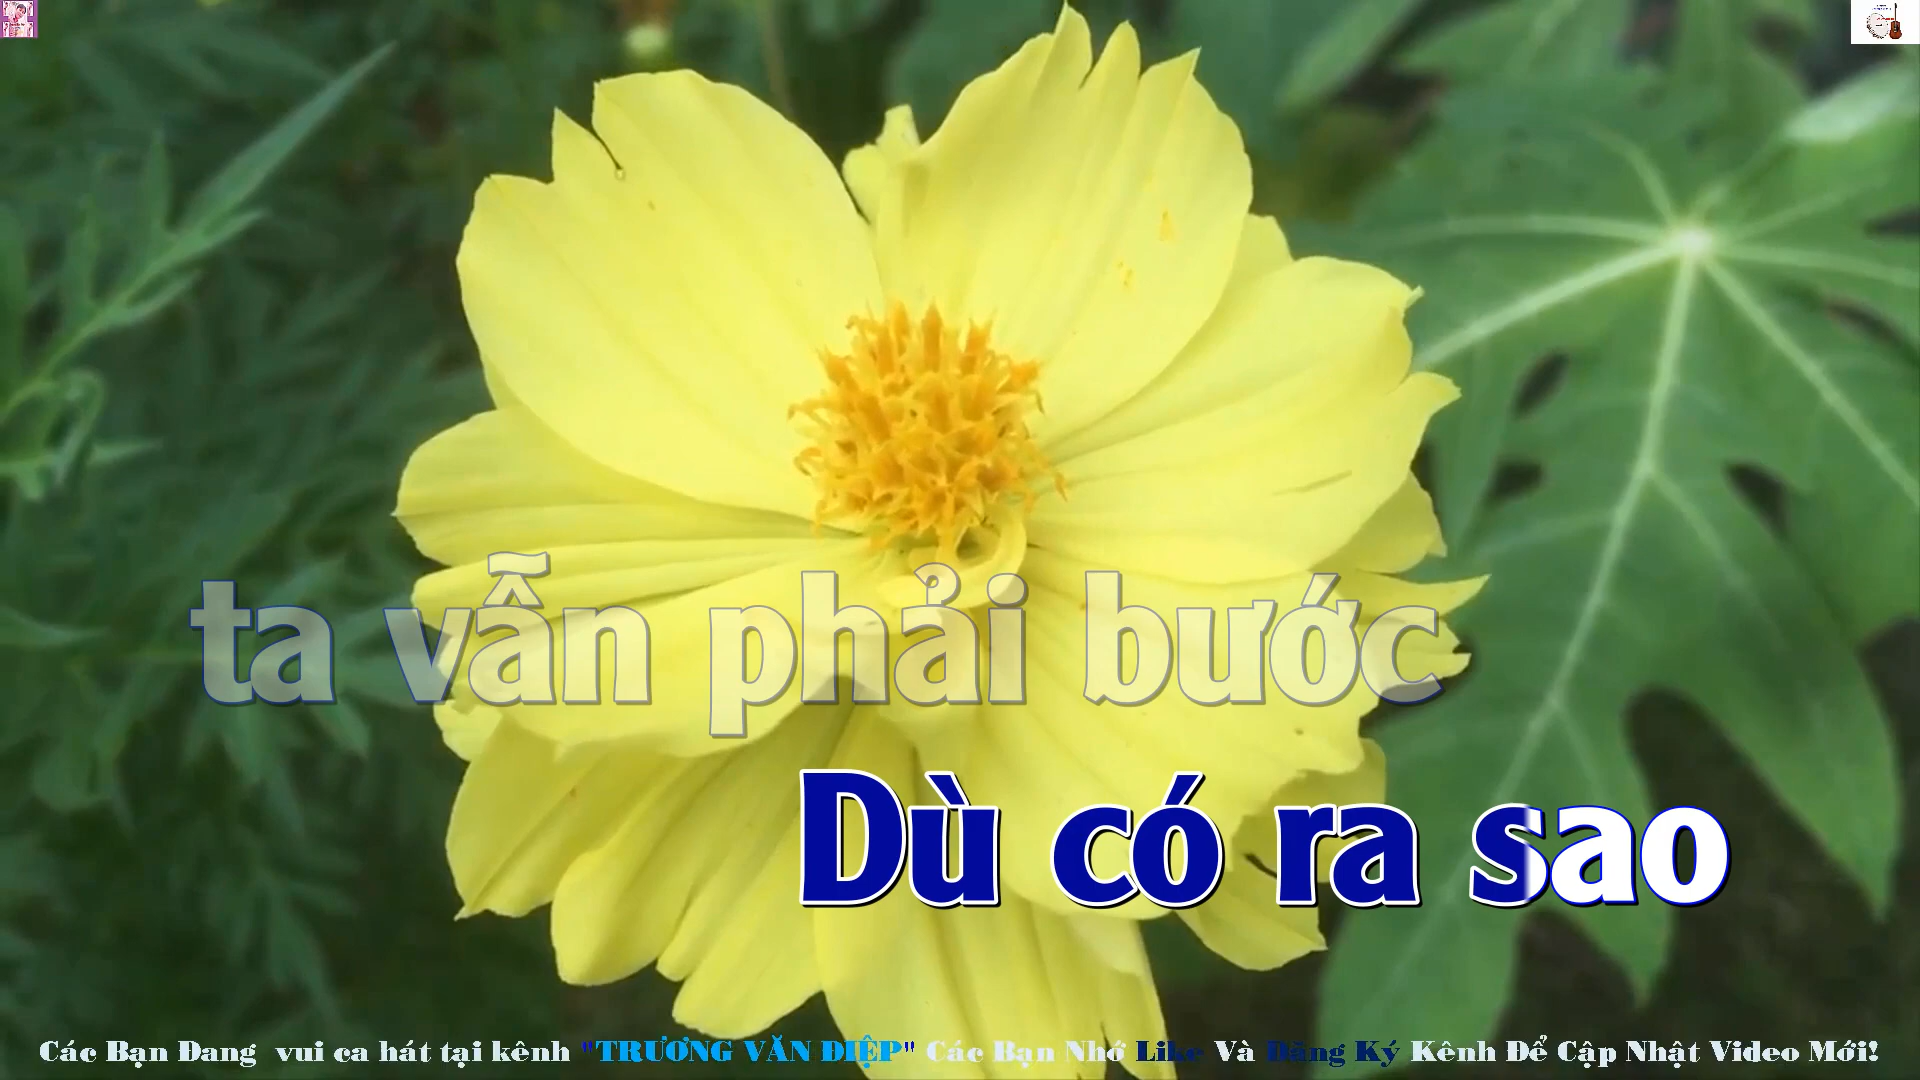 ta vẫn phải bước
Dù có ra sao
Các Bạn Đang vui ca hát tại kênh "TRƯƠNG VĂN DIỆP" Các Bạn Nhớ Like Và Đăng Ký Kênh Để Cập Nhật Video Mới!